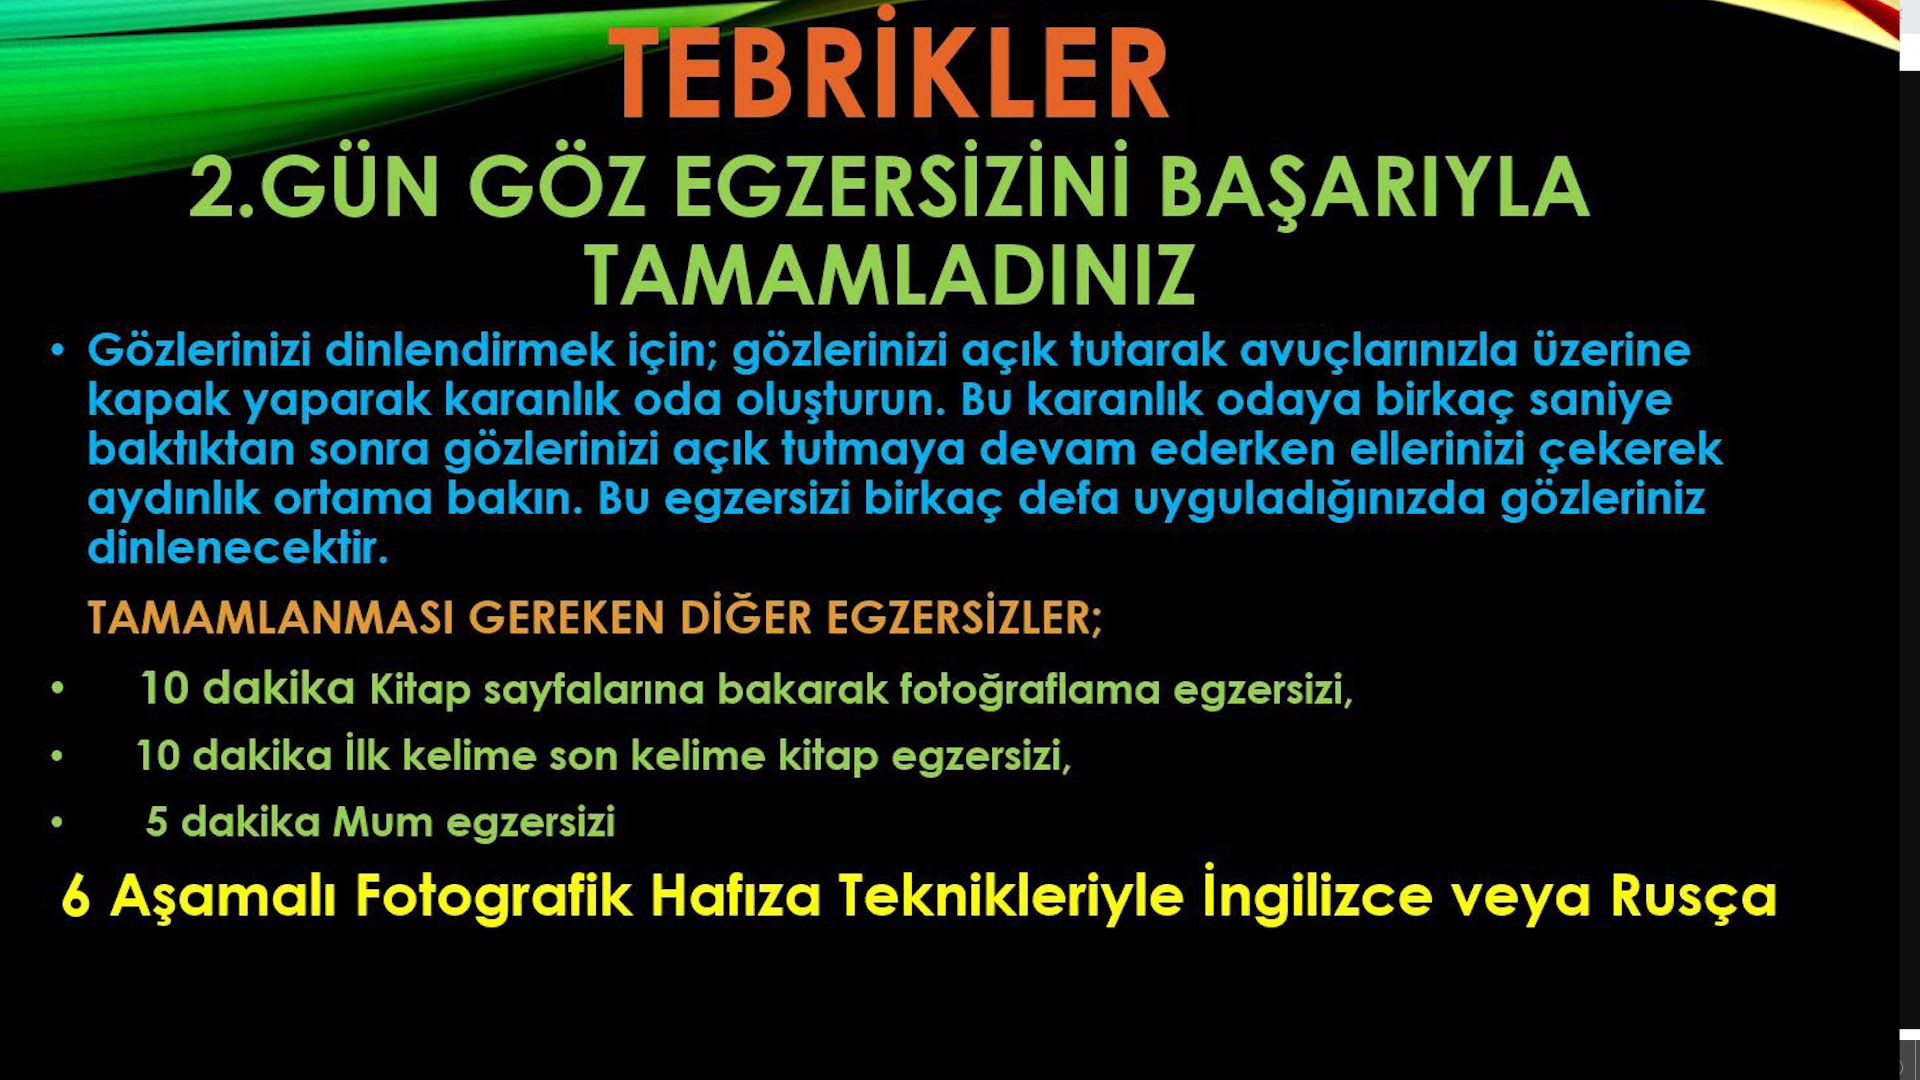 TEBRİKLER
2.GÜN GÖZ EGZERSİZİNİ BAŞARIYLA
TAMAMLADINIZ
• Gözlerinizi dinlendirmek için; gözlerinizi açık tutarak avuçlarınızla üzerine
kapak yaparak karanlık oda oluşturun. Bu karanlık odaya birkaç saniye
baktıktan sonra gözlerinizi açık tutmaya devam ederken ellerinizi çekerek
aydınlık ortama bakın. Bu egzersizi birkaç defa uyguladığınızda gözleriniz
dinlenecektir.
TAMAMLANMASI GEREKEN DİĞER EGZERSİZLER;
• 10 dakika Kitap sayfalarına bakarak fotoğraflama egzersizi,
• 10 dakika İlk kelime son kelime kitap egzersizi,
• 5 dakika Mum egzersizi
6 Aşamalı Fotografik Hafıza Teknikleriyle İngilizce veya Rusça